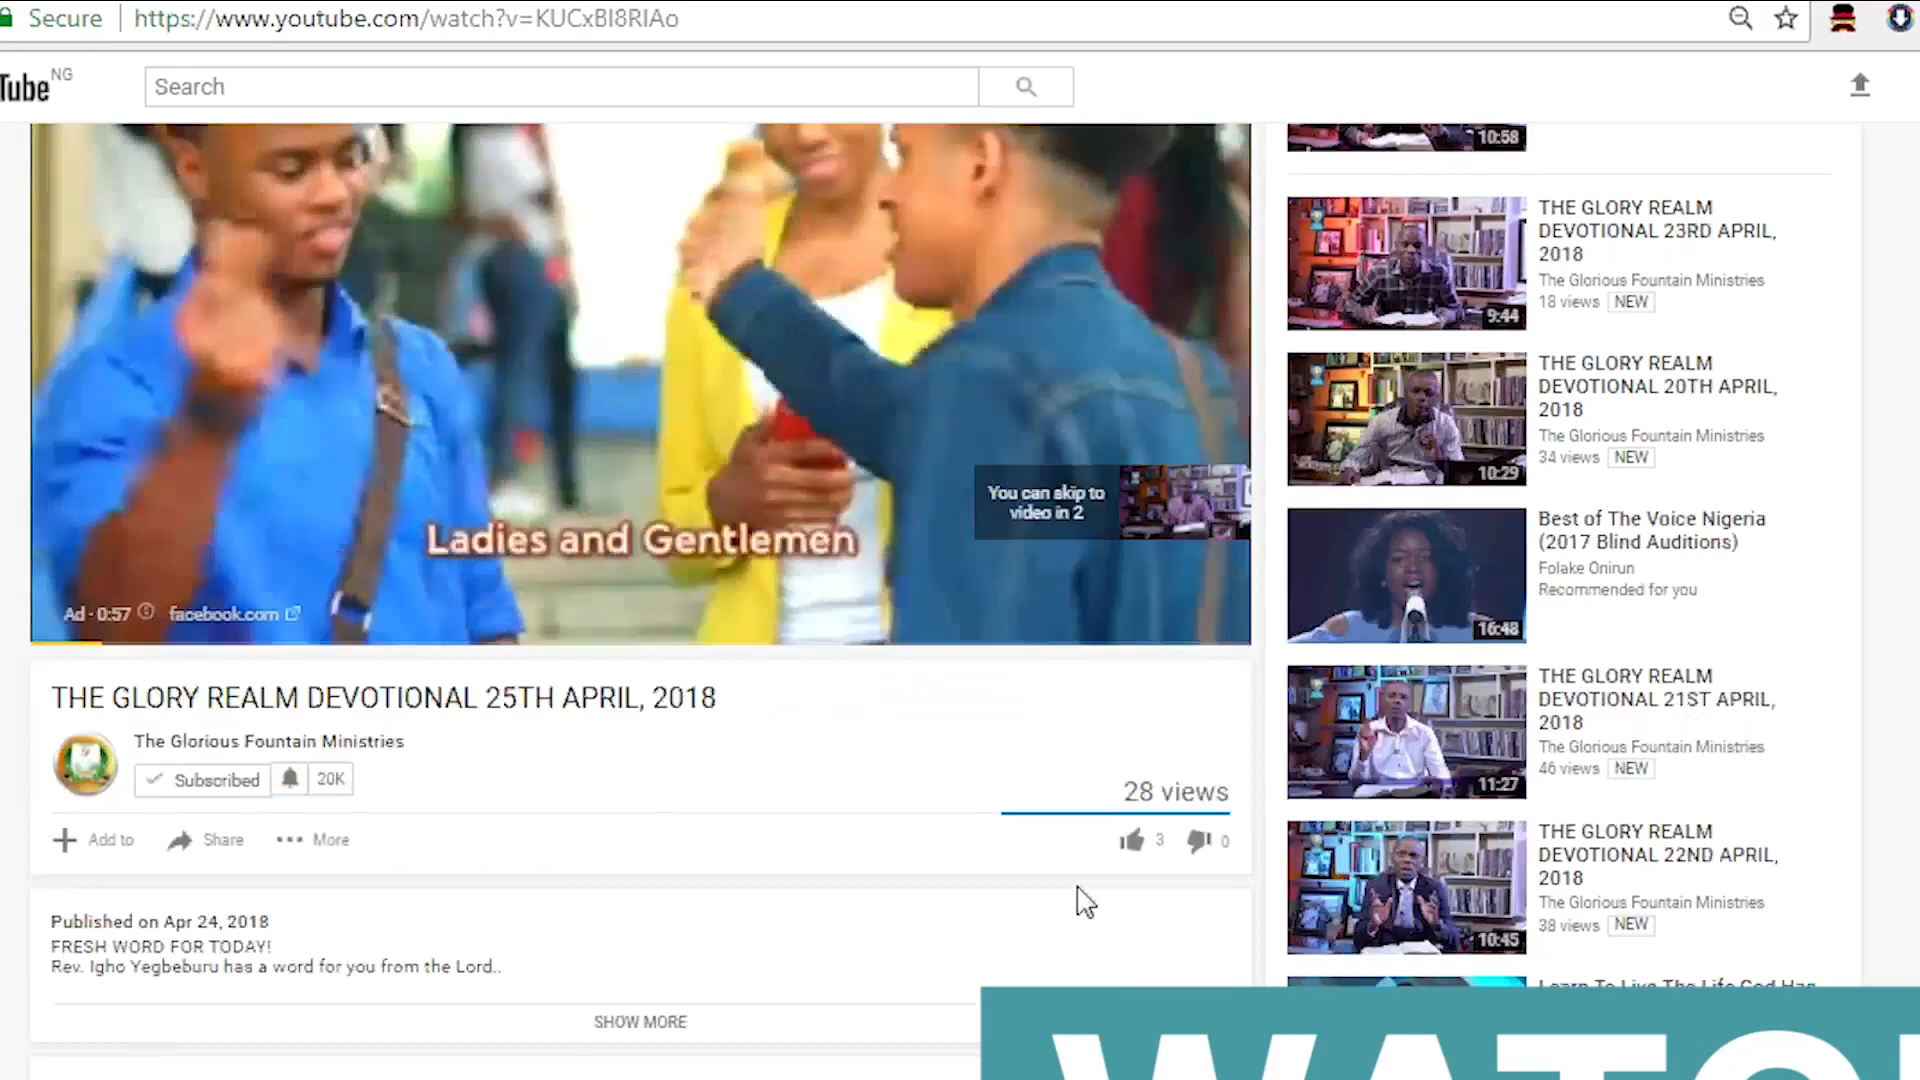 Secure https://www.youtube.com/watch?v=KUCxBI8RIAo
Tube NG
Search
Ladies and Gentlemen
You can skip to
video in 2
Ad · 0:57 facebook.com
THE GLORY REALM DEVOTIONAL 25TH APRIL, 2018
The Glorious Fountain Ministries
Subscribed 20K
28 views
Add to Share More
3 0
Published on Apr 24, 2018
FRESH WORD FOR TODAY!
Rev. Igho Yegbeburu has a word for you from the Lord..
SHOW MORE
10:58
THE GLORY REALM
DEVOTIONAL 23RD APRIL,
2018
The Glorious Fountain Ministries
18 views NEW
9:44
THE GLORY REALM
DEVOTIONAL 20TH APRIL,
2018
The Glorious Fountain Ministries
34 views NEW
10:29
Best of The Voice Nigeria
(2017 Blind Auditions)
Folake Onirun
Recommended for you
16:48
THE GLORY REALM
DEVOTIONAL 21ST APRIL,
2018
The Glorious Fountain Ministries
46 views NEW
11:27
THE GLORY REALM
DEVOTIONAL 22ND APRIL,
2018
The Glorious Fountain Ministries
38 views NEW
10:45
Learn To Live The Life God Has